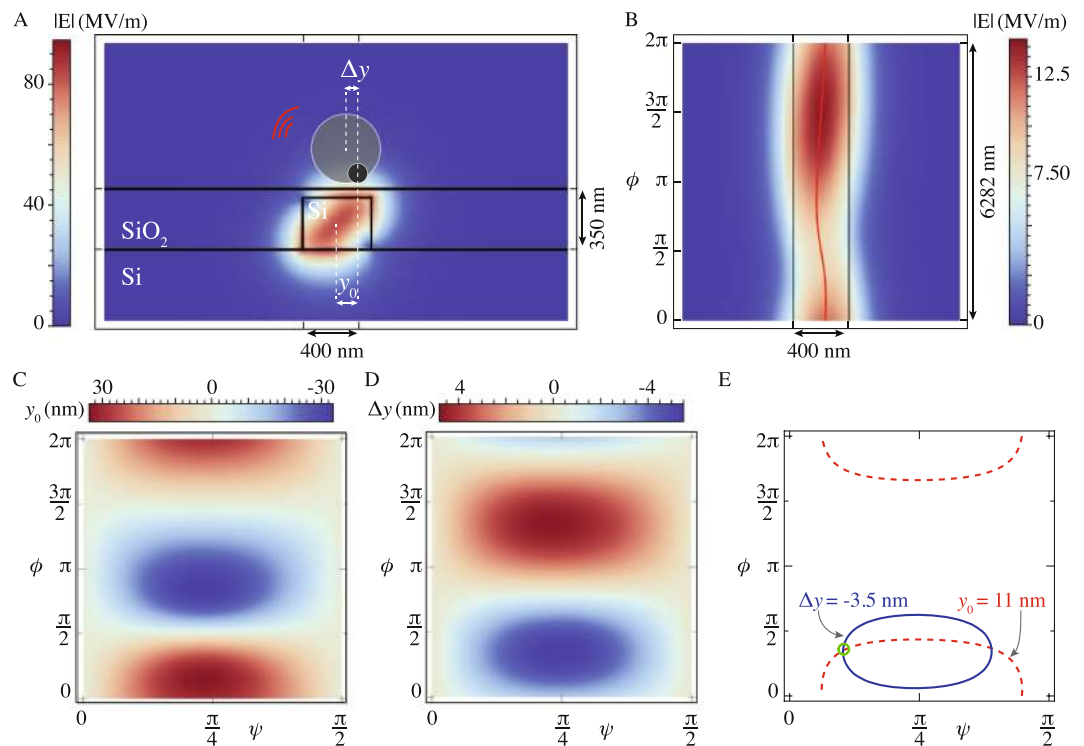 A
|E| (MV/m)
80
40
0
Δy
Si
SiO₂
Si
y₀
350 nm
400 nm
B
|E| (MV/m)
2π
3π/2
ϕ
π
π/2
0
6282 nm
12.5
7.50
0
400 nm
C
30 0 -30
y₀ (nm)
2π
3π/2
ϕ
π
π/2
0
0 π/4 ψ π/2
D
4 0 -4
Δy (nm)
2π
3π/2
ϕ
π
π/2
0
0 π/4 ψ π/2
E
2π
3π/2
ϕ
π
π/2
0
Δy = -3.5 nm
y₀ = 11 nm
0 π/4 ψ π/2